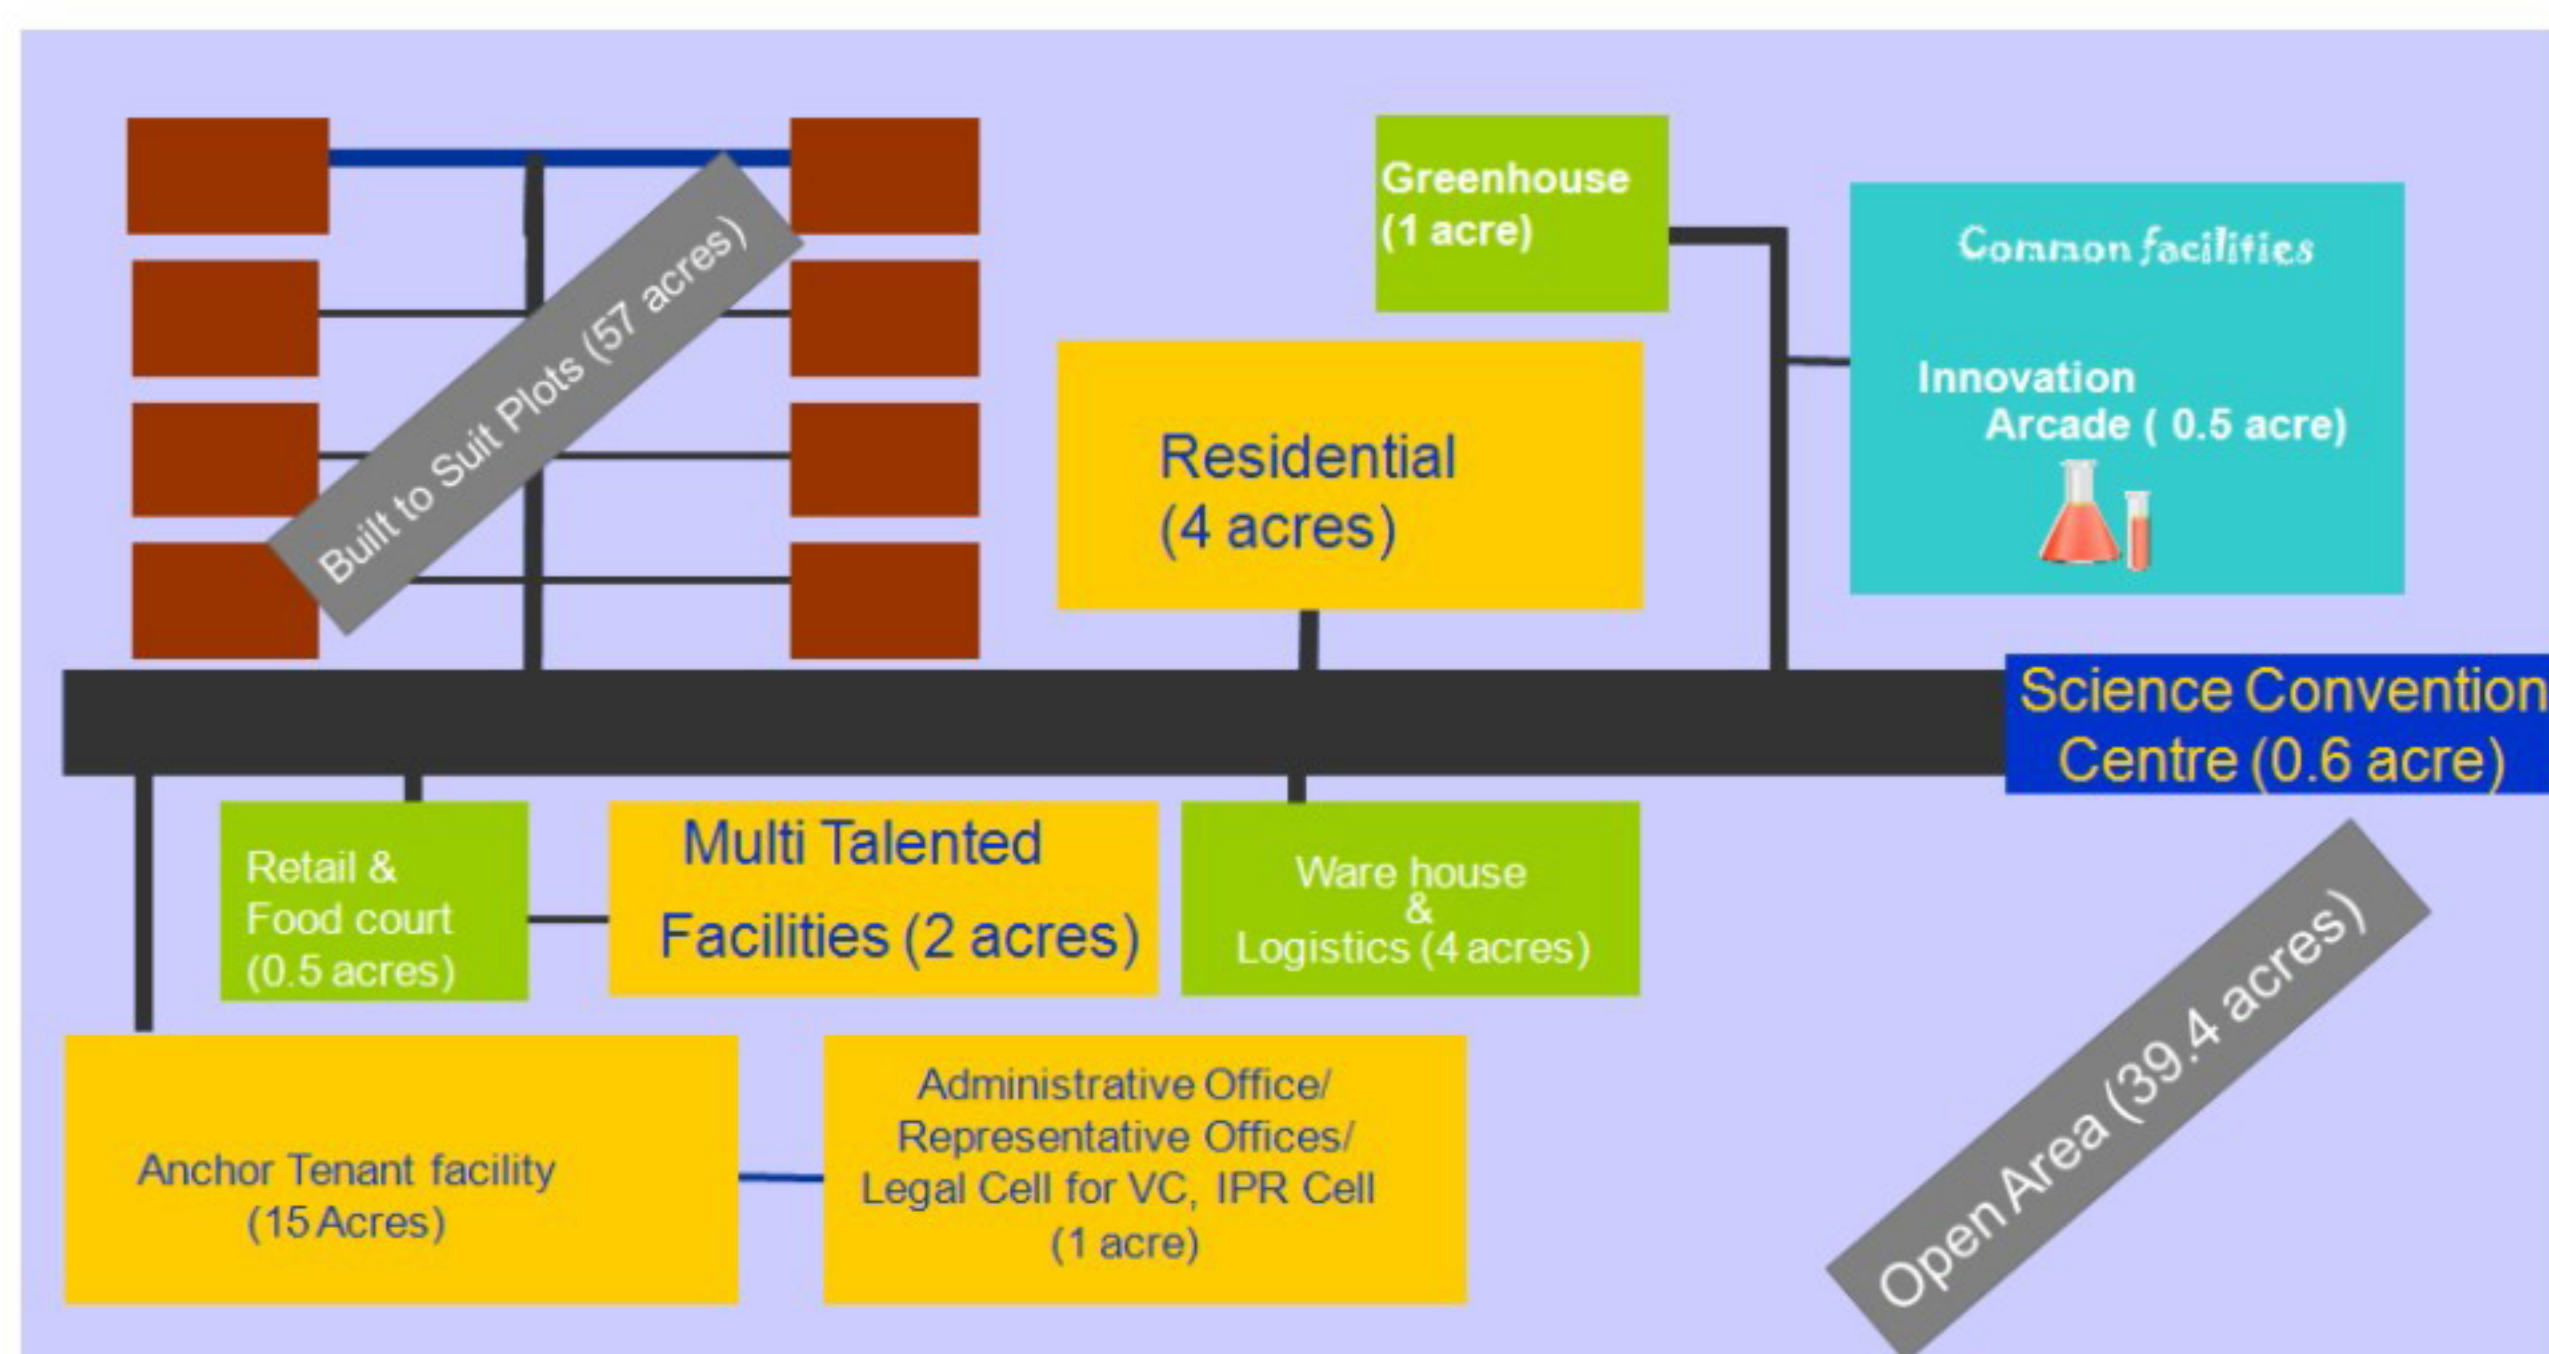 Built to Suit Plots (57 acres)
Greenhouse
(1 acre)
Common facilities
Innovation
Arcade ( 0.5 acre)
Residential
(4 acres)
Science Convention
Centre (0.6 acre)
Retail &
Food court
(0.5 acres)
Multi Talented
Facilities (2 acres)
Ware house
&
Logistics (4 acres)
Anchor Tenant facility
(15 Acres)
Administrative Office/
Representative Offices/
Legal Cell for VC, IPR Cell
(1 acre)
Open Area (39.4 acres)